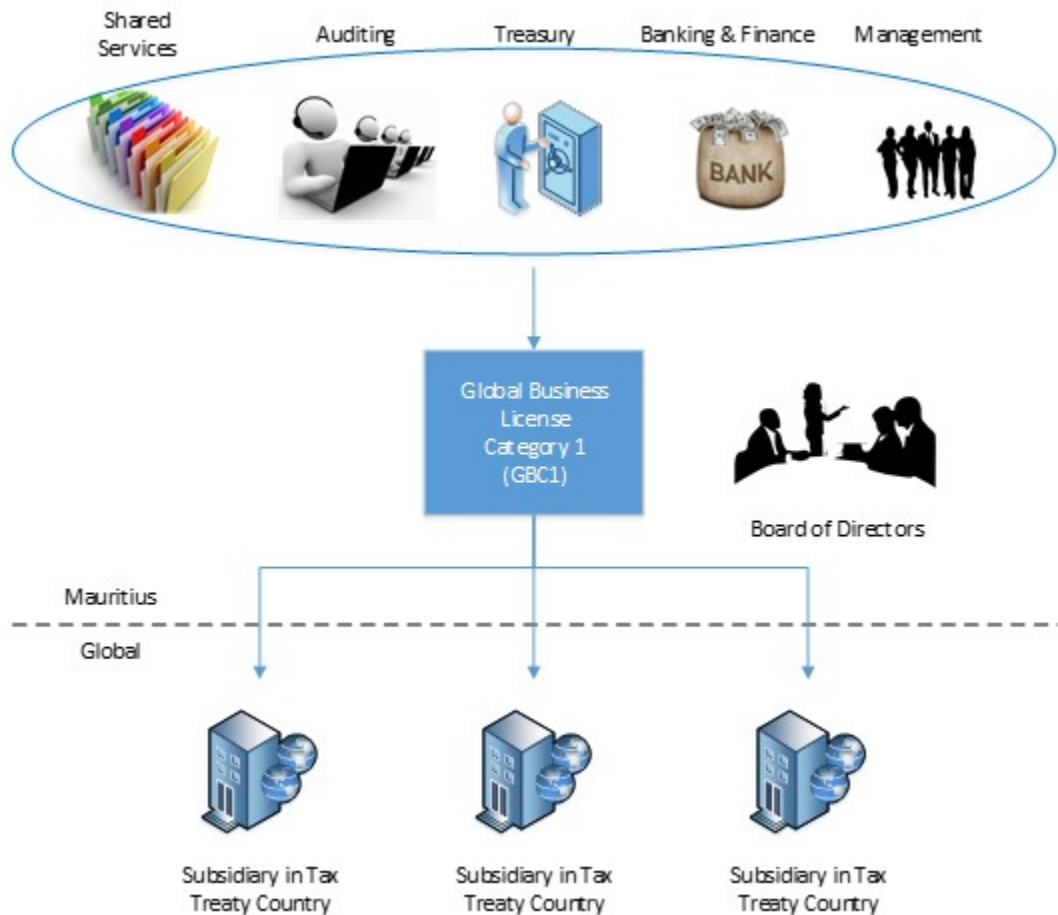 Shared
Services
Auditing
Treasury
Banking & Finance
Management
BANK
Global Business
License
Category 1
(GBC1)
Board of Directors
Mauritius
Global
Subsidiary in Tax
Treaty Country
Subsidiary in Tax
Treaty Country
Subsidiary in Tax
Treaty Country